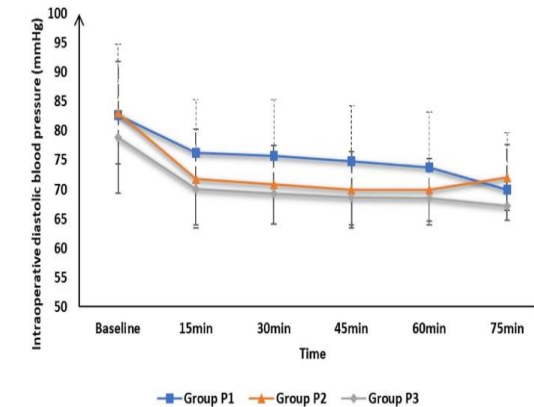 Intraoperative diastolic blood pressure (mmHg)
100
95
90
85
80
75
70
65
60
55
50
Baseline 15min 30min 45min 60min 75min
Time
Group P1 Group P2 Group P3